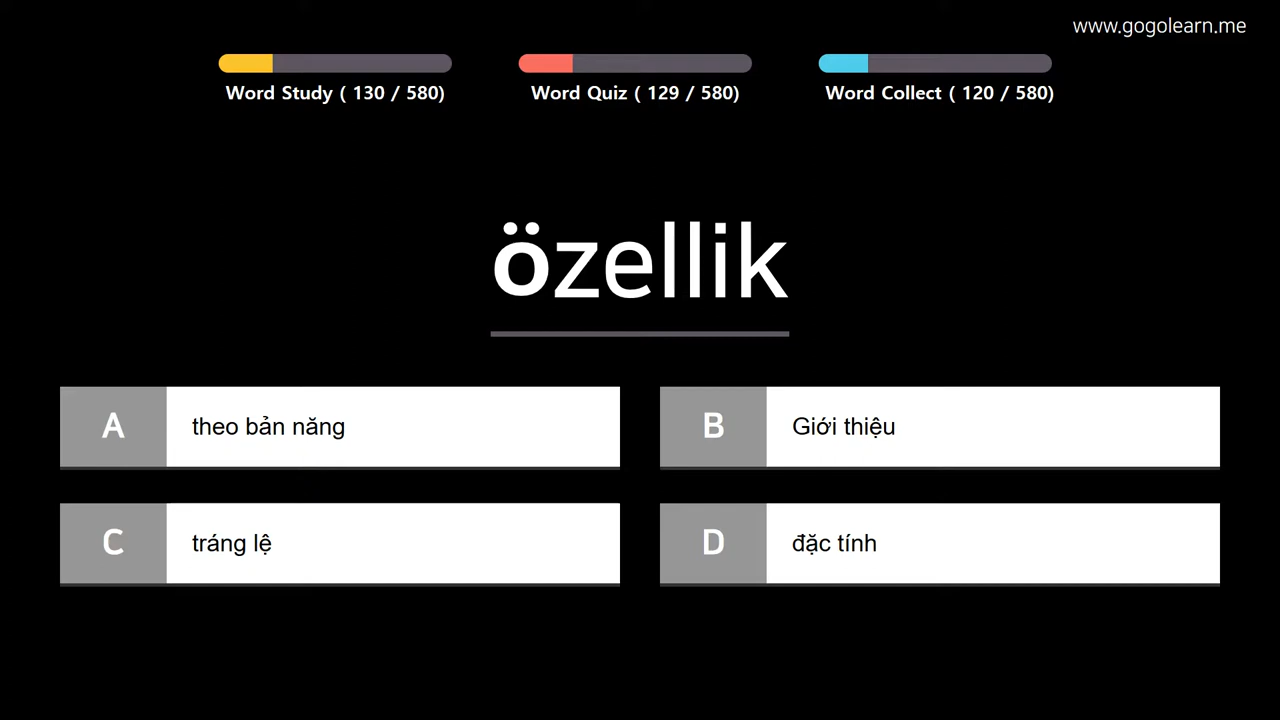 www.gogolearn.me
Word Study ( 130 / 580)
Word Quiz ( 129 / 580)
Word Collect ( 120 / 580)
özellik
A theo bản năng
B Giới thiệu
C tráng lệ
D đặc tính